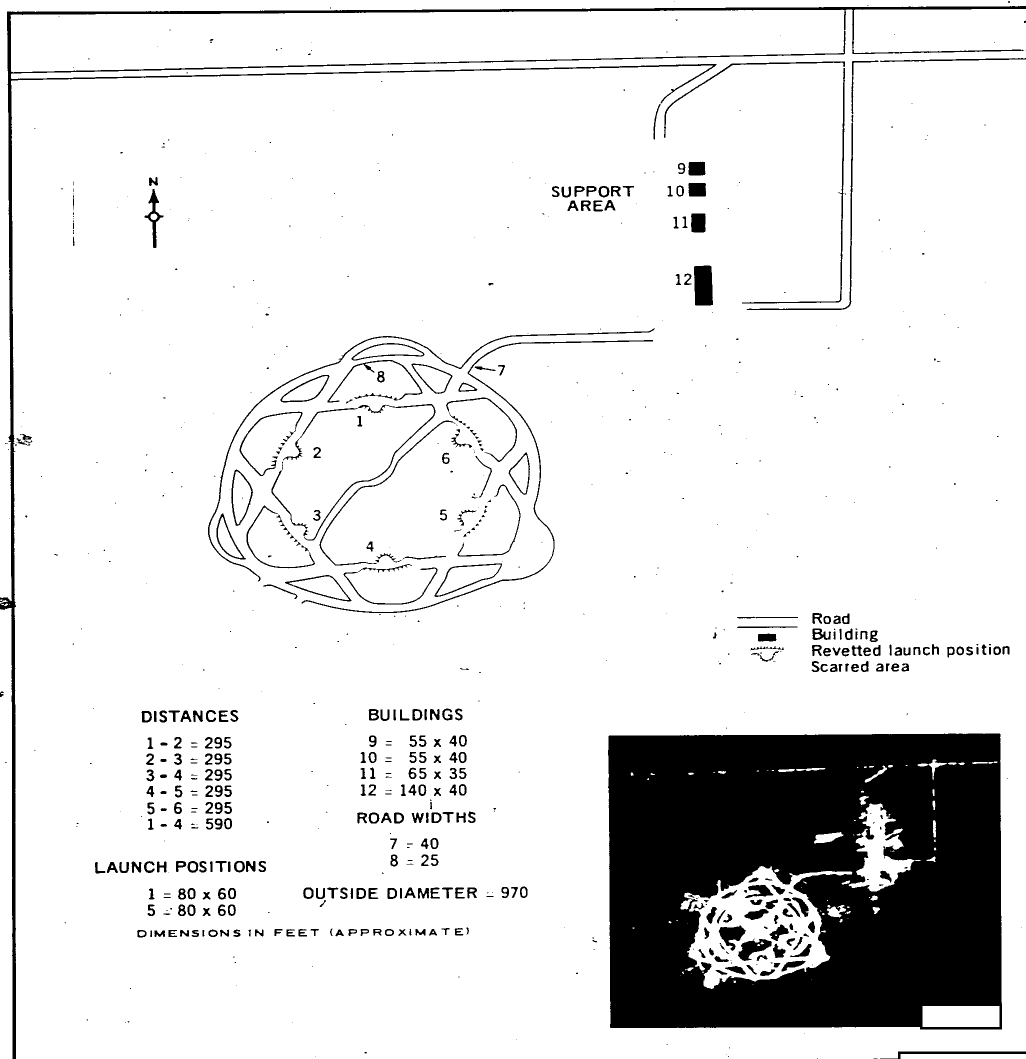 N
SUPPORT
AREA
9
10
11
12
7
8
1
2
6
3
5
4
Road
Building
Revetted launch position
Scarred area
DISTANCES
1 - 2 = 295
2 - 3 = 295
3 - 4 = 295
4 - 5 = 295
5 - 6 = 295
1 - 4 = 590
LAUNCH POSITIONS
1 = 80 x 60
5 = 80 x 60
BUILDINGS
9 = 55 x 40
10 = 55 x 40
11 = 65 x 35
12 = 140 x 40
ROAD WIDTHS
7 = 40
8 = 25
OUTSIDE DIAMETER = 970
DIMENSIONS IN FEET (APPROXIMATE)